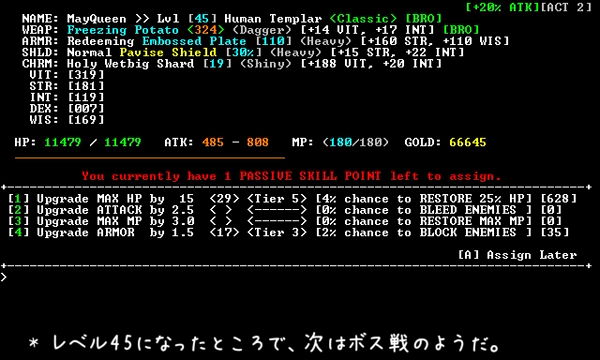 [+20% ATK][ACT 2]
NAME: MayQueen >> Lvl [45] Human Templar <Classic> [BRO]
WEAP: Freezing Potato <324> (Dagger) [+14 VIT, +17 INT] [BRO]
ARMR: Redeeming Embossed Plate [110] (Heavy) [+160 STR, +110 WIS]
SHLD: Normal Pavise Shield [30%] (Heavy) [+15 STR, +22 INT]
CHRM: Holy Wetbig Shard [19] (Shiny) [+188 VIT, +20 INT]
VIT: [319]
STR: [181]
INT: [119]
DEX: [007]
WIS: [169]
HP: 11479 / 11479 ATK: 485 - 808 MP: (180/180) GOLD: 66645
You currently have 1 PASSIVE SKILL POINT left to assign.
[1] Upgrade MAX HP by 15 <29> <Tier 5> [4% chance to RESTORE 25% HP] [628]
[2] Upgrade ATTACK by 2.5 < > <------> [0% chance to BLEED ENEMIES ] [0]
[3] Upgrade MAX MP by 3.0 < > <------> [0% chance to RESTORE MAX MP] [0]
[4] Upgrade ARMOR by 1.5 <17> <Tier 3> [2% chance to BLOCK ENEMIES ] [35]
[A] Assign Later
>
* レベル45になったところで、次はボス戦のようだ。